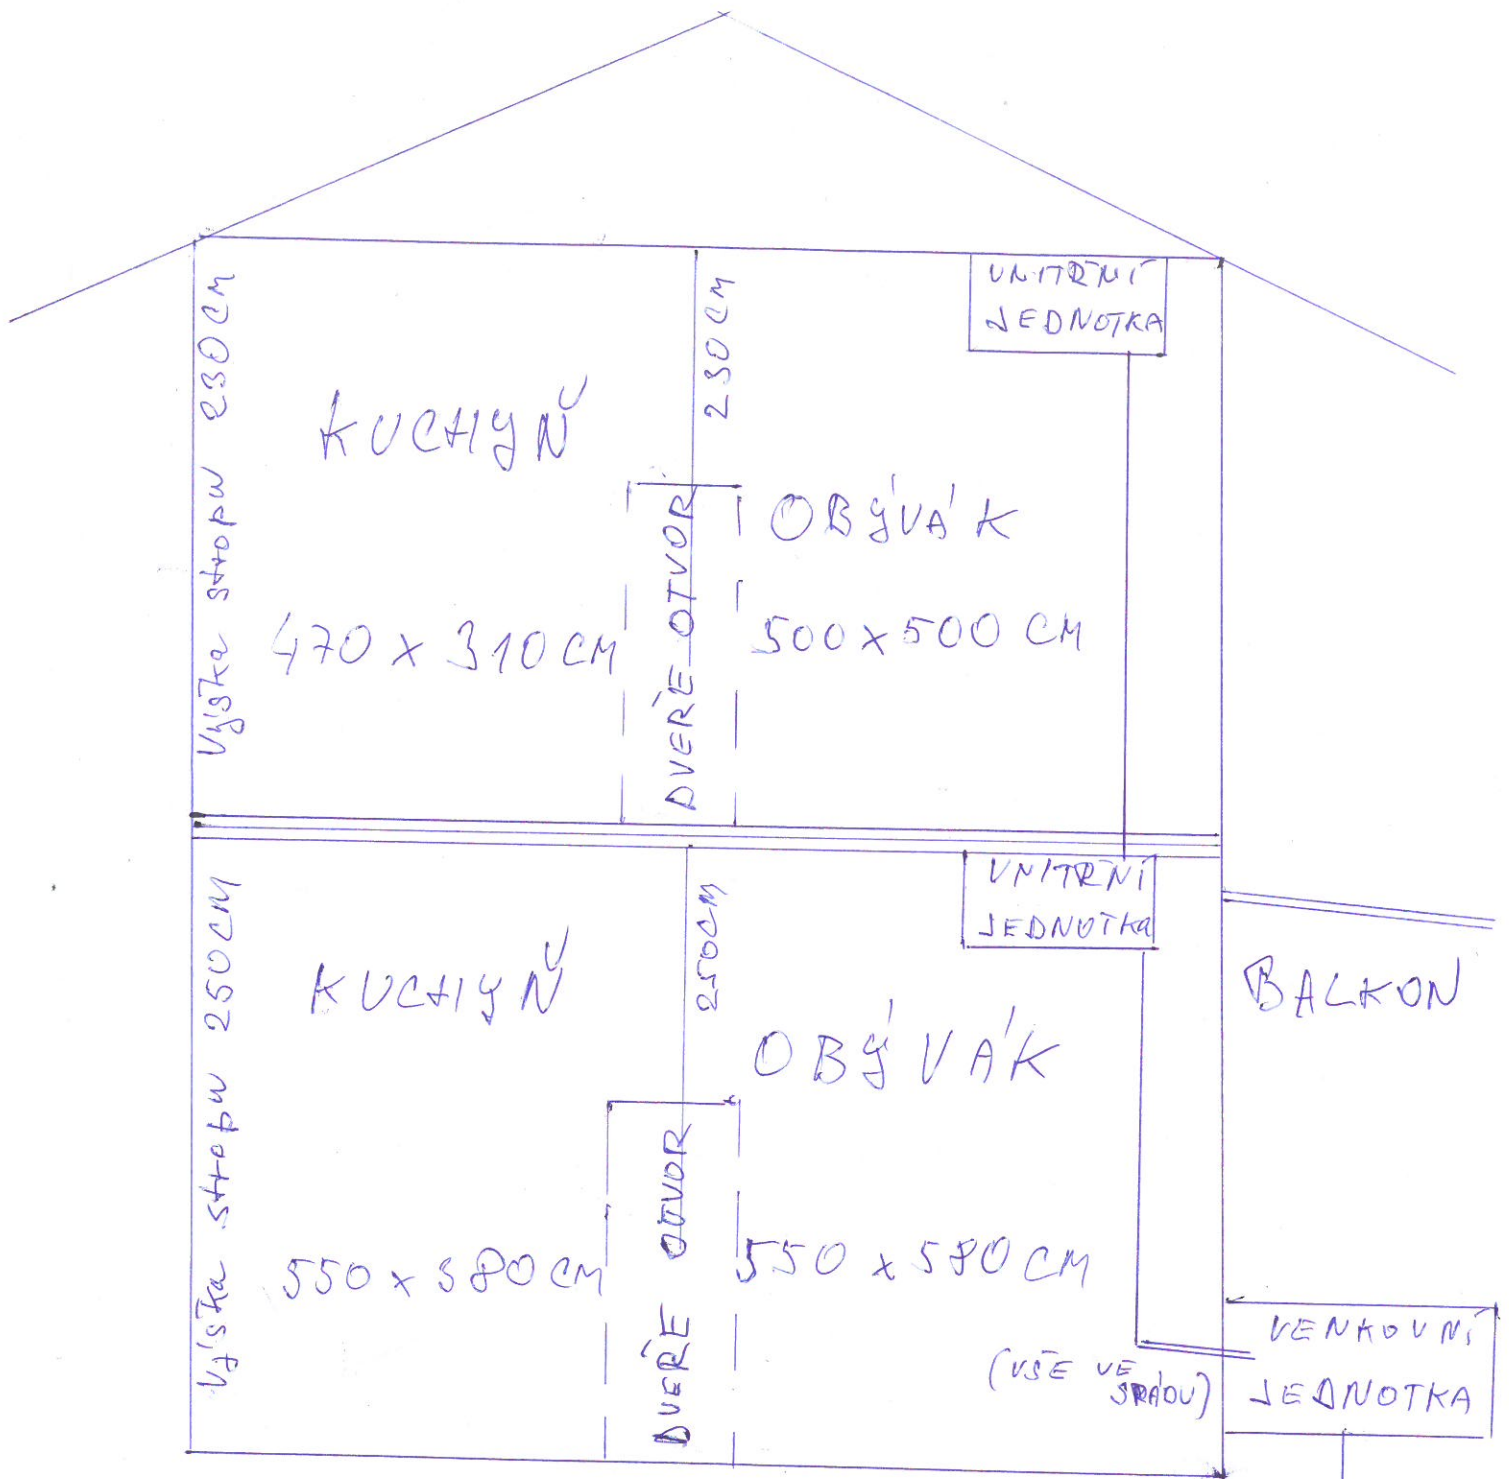 Výška stropu 230 CM
230 CM
VNITŘNÍ
JEDNOTKA
KUCHYŇ
OBÝVÁK
DVEŘE OTVOR
470 x 310 CM
500 x 500 CM
Výška stropu 250 CM
250 CM
VNITŘNÍ
JEDNOTKA
KUCHYŇ
BALKON
OBÝVÁK
DVEŘE OTVOR
550 x 380 CM
550 x 580 CM
VENKOVNÍ
JEDNOTKA
(VŠE VE
SPÁDU)